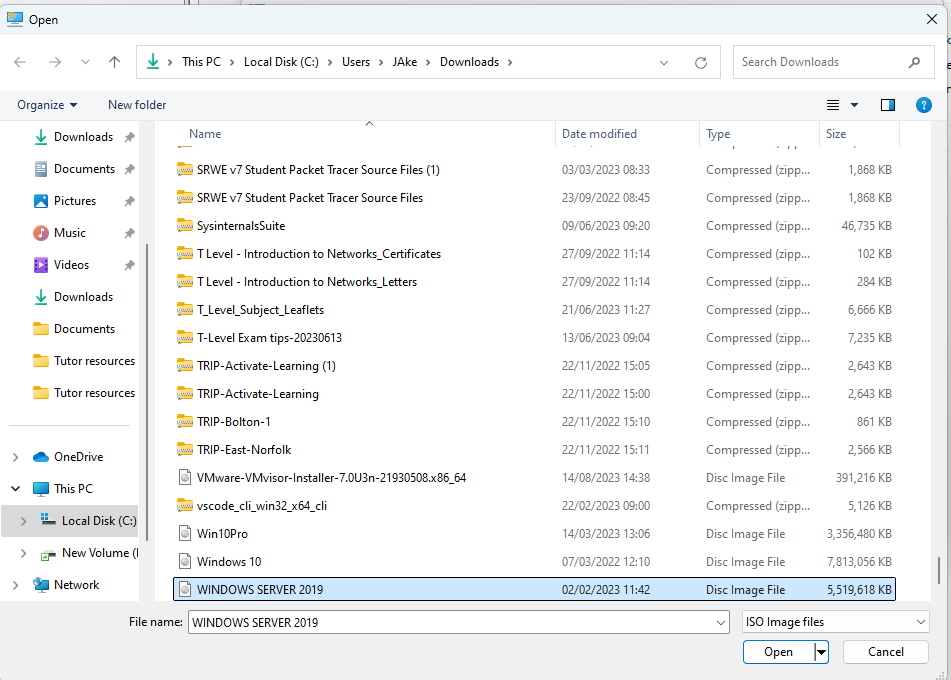 Open
This PC > Local Disk (C:) > Users > JAke > Downloads >
Search Downloads
Organize
New folder
Name Date modified Type Size
Downloads
Documents
Pictures
Music
Videos
Downloads
Documents
Tutor resources
Tutor resources
OneDrive
This PC
Local Disk (C:)
New Volume (
Network
SRWE v7 Student Packet Tracer Source Files (1) 03/03/2023 08:33 Compressed (zipp... 1,868 KB
SRWE v7 Student Packet Tracer Source Files 23/09/2022 08:45 Compressed (zipp... 1,868 KB
SysinternalsSuite 09/06/2023 09:20 Compressed (zipp... 46,735 KB
T Level - Introduction to Networks_Certificates 27/09/2022 11:14 Compressed (zipp... 102 KB
T Level - Introduction to Networks_Letters 27/09/2022 11:14 Compressed (zipp... 284 KB
T_Level_Subject_Leaflets 21/06/2023 11:27 Compressed (zipp... 6,666 KB
T-Level Exam tips-20230613 13/06/2023 09:04 Compressed (zipp... 7,235 KB
TRIP-Activate-Learning (1) 22/11/2022 15:05 Compressed (zipp... 2,643 KB
TRIP-Activate-Learning 22/11/2022 15:00 Compressed (zipp... 2,643 KB
TRIP-Bolton-1 22/11/2022 15:10 Compressed (zipp... 861 KB
TRIP-East-Norfolk 22/11/2022 15:11 Compressed (zipp... 2,566 KB
VMware-VMvisor-Installer-7.0U3n-21930508.x86_64 14/08/2023 14:38 Disc Image File 391,216 KB
vscode_cli_win32_x64_cli 22/02/2023 09:00 Compressed (zipp... 5,126 KB
Win10Pro 14/03/2023 13:06 Disc Image File 3,356,480 KB
Windows 10 07/03/2022 12:10 Disc Image File 7,813,056 KB
WINDOWS SERVER 2019 02/02/2023 11:42 Disc Image File 5,519,618 KB
File name: WINDOWS SERVER 2019
ISO Image files
Open
Cancel